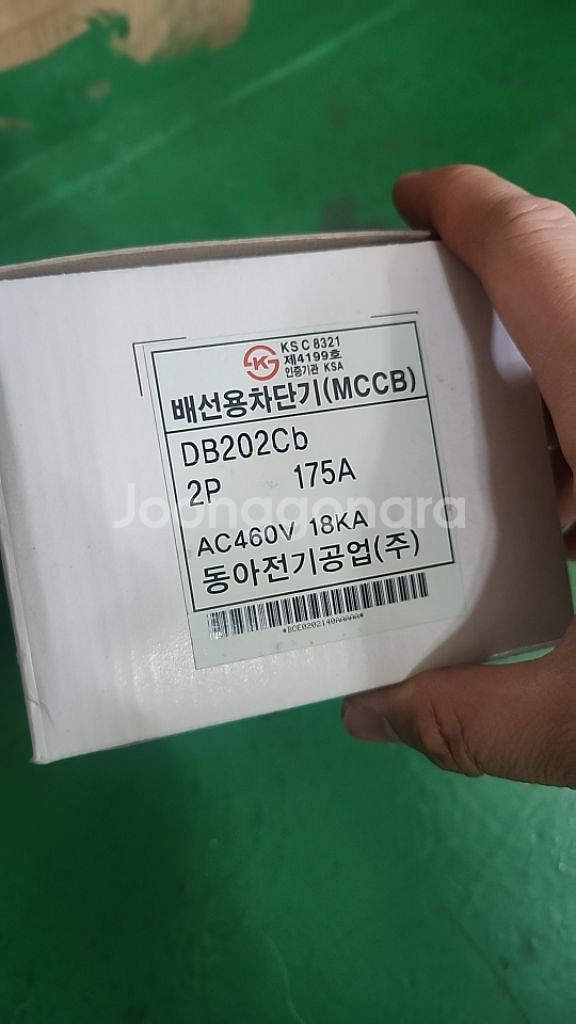 KS C 8321
제4199호
인증기관 KSA
배선용차단기(MCCB)
DB202Cb
2P 175A
Joonggonara
AC460V 18KA
동아전기공업(주)
*BCE0202140AAAAA*